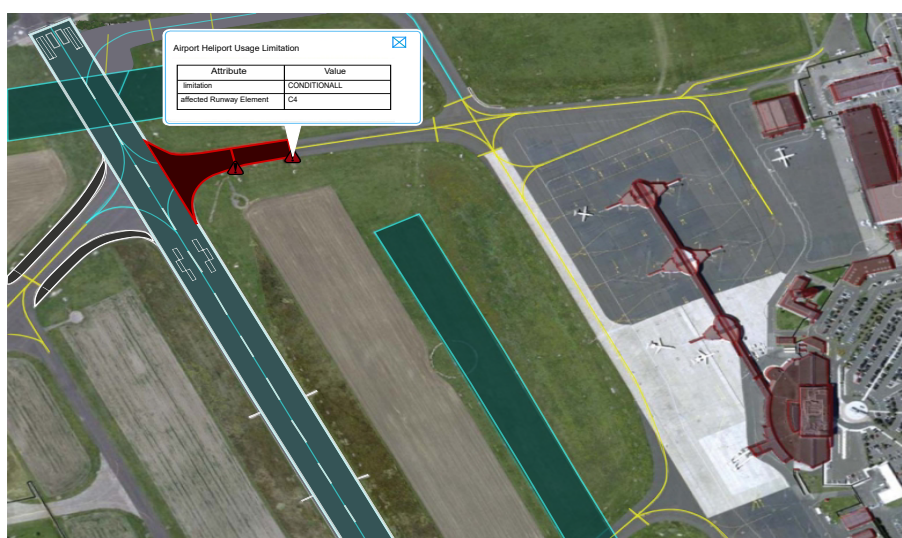 Airport Heliport Usage Limitation
Attribute Value
limitation CONDITIONALL
affected Runway Element C4